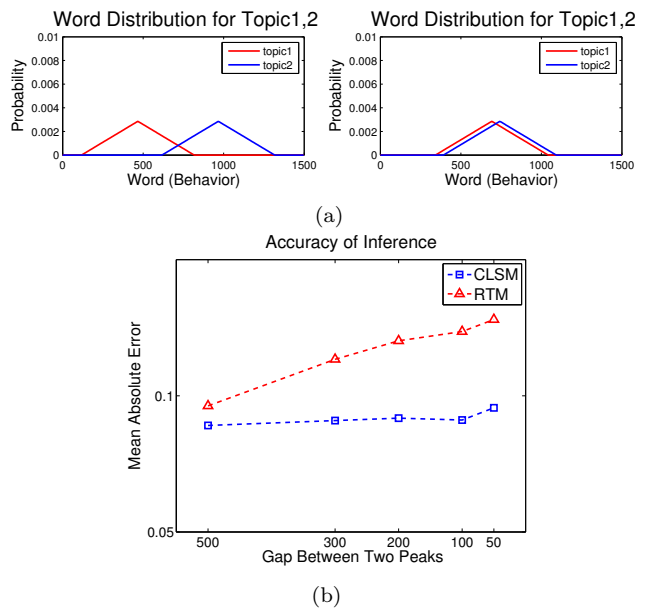 Word Distribution for Topic1,2
0.01
0.008
0.006
0.004
0.002
0
0
500
1000
1500
Probability
Word (Behavior)
topic1
topic2
Word Distribution for Topic1,2
0.01
0.008
0.006
0.004
0.002
0
0
500
1000
1500
Probability
Word (Behavior)
topic1
topic2
(a)
Accuracy of Inference
CLSM
RTM
Mean Absolute Error
0.1
0.05
500
300
200
100
50
Gap Between Two Peaks
(b)